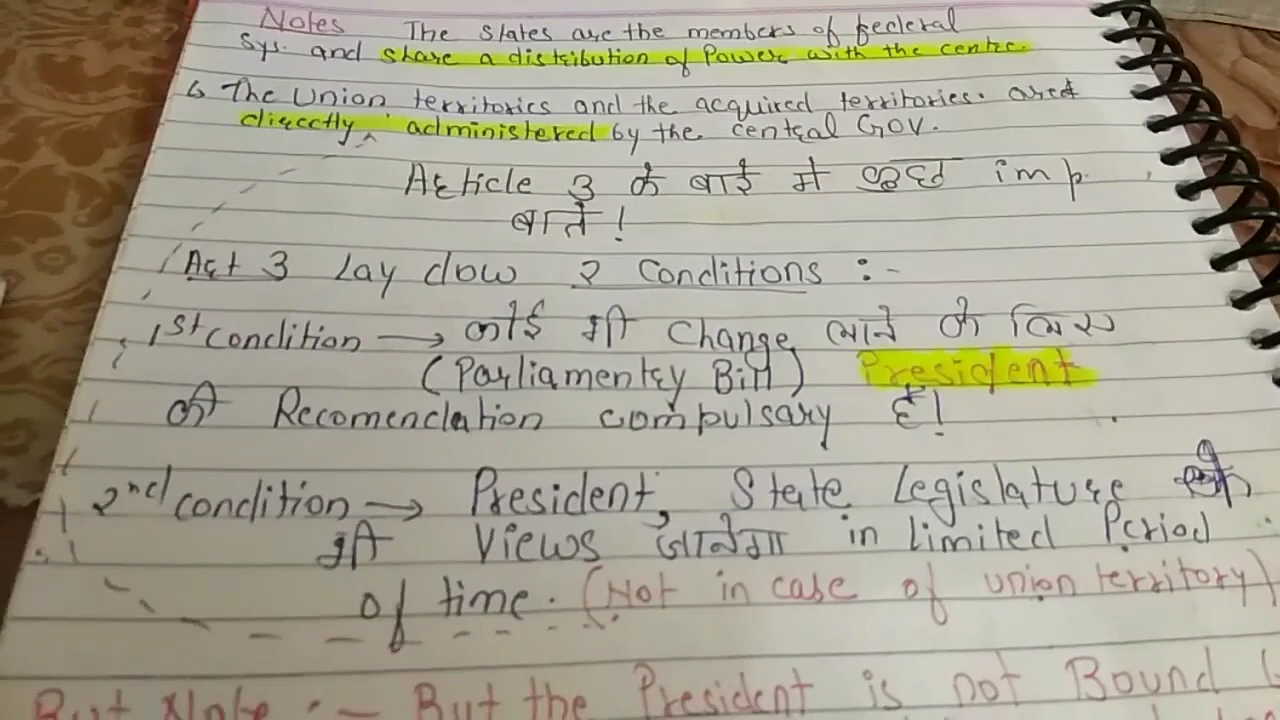 Notes The states are the members of federal
Sys. and share a distribution of Power with the centre.
↳ The Union territories and the acquired territories. are
directly administered by the central Gov.
Article 3 के बारे में कुछ imp.
बातें!
Art 3 Lay dow 2 Conditions :-
1st condition → कोई भी Change लाने के लिए
(Parliamentry Bill) President
की Recomendation compulsary है!
2nd condition → President, State Legislature
भी views जानेगा in limited Period
of time. (Not in case of union territory)
But Note :- But the President is not Bound